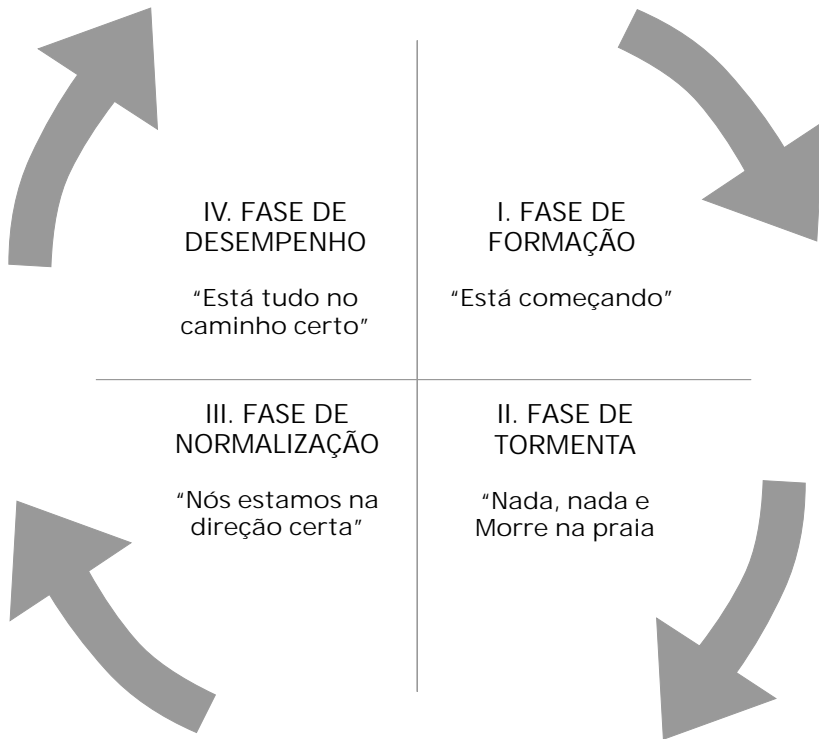 IV. FASE DE
DESEMPENHO
“Está tudo no
caminho certo”
I. FASE DE
FORMAÇÃO
“Está começando”
III. FASE DE
NORMALIZAÇÃO
“Nós estamos na
direção certa”
II. FASE DE
TORMENTA
“Nada, nada e
Morre na praia